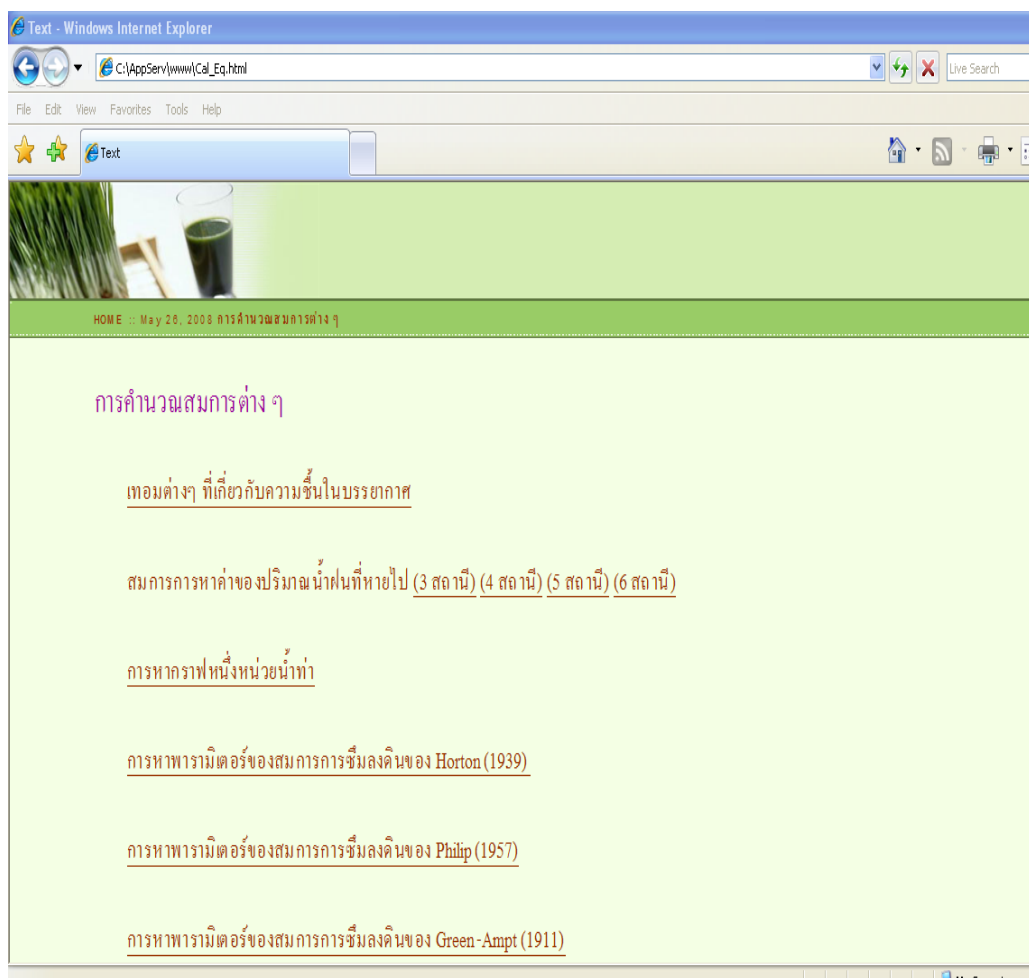 Text - Windows Internet Explorer
C:\AppServ\www\Cal_Eq.html
Live Search
File Edit View Favorites Tools Help
Text
HOME :: May 26, 2008 การคำนวณสมการต่าง ๆ
การคำนวณสมการต่าง ๆ
เทอมต่างๆ ที่เกี่ยวกับความชื้นในบรรยากาศ
สมการการหาค่าของปริมาณน้ำฝนที่หายไป (3 สถานี) (4 สถานี) (5 สถานี) (6 สถานี)
การหากราฟหนึ่งหน่วยน้ำท่า
การหาพารามิเตอร์ของสมการการซึมลงดินของ Horton (1939)
การหาพารามิเตอร์ของสมการการซึมลงดินของ Philip (1957)
การหาพารามิเตอร์ของสมการการซึมลงดินของ Green-Ampt (1911)